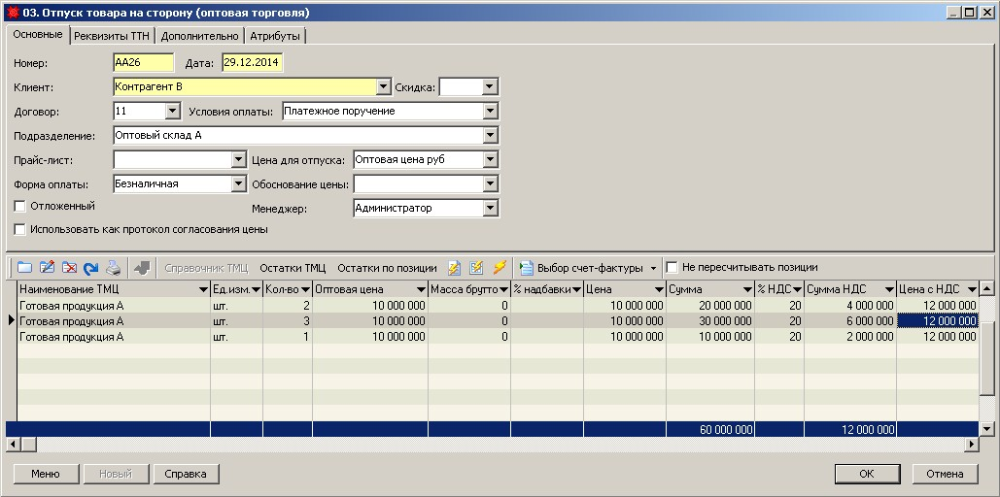 03. Отпуск товара на сторону (оптовая торговля)
Основные Реквизиты ТТН Дополнительно Атрибуты
Номер: АА26 Дата: 29.12.2014
Клиент: Контрагент В Скидка:
Договор: 11 Условия оплаты: Платежное поручение
Подразделение: Оптовый склад А
Прайс-лист: Цена для отпуска: Оптовая цена руб
Форма оплаты: Безналичная Обоснование цены:
Отложенный Менеджер: Администратор
Использовать как протокол согласования цены
Справочник ТМЦ Остатки ТМЦ Остатки по позиции Выбор счет-фактуры Не пересчитывать позиции
Наименование ТМЦ Ед.изм. Кол-во Оптовая цена Масса брутто % надбавки Цена Сумма % НДС Сумма НДС Цена с НДС
Готовая продукция А шт. 2 10 000 000 0 10 000 000 20 000 000 20 4 000 000 12 000 000
Готовая продукция А шт. 3 10 000 000 0 10 000 000 30 000 000 20 6 000 000 12 000 000
Готовая продукция А шт. 1 10 000 000 0 10 000 000 10 000 000 20 2 000 000 12 000 000
60 000 000 12 000 000
Меню Новый Справка ОК Отмена